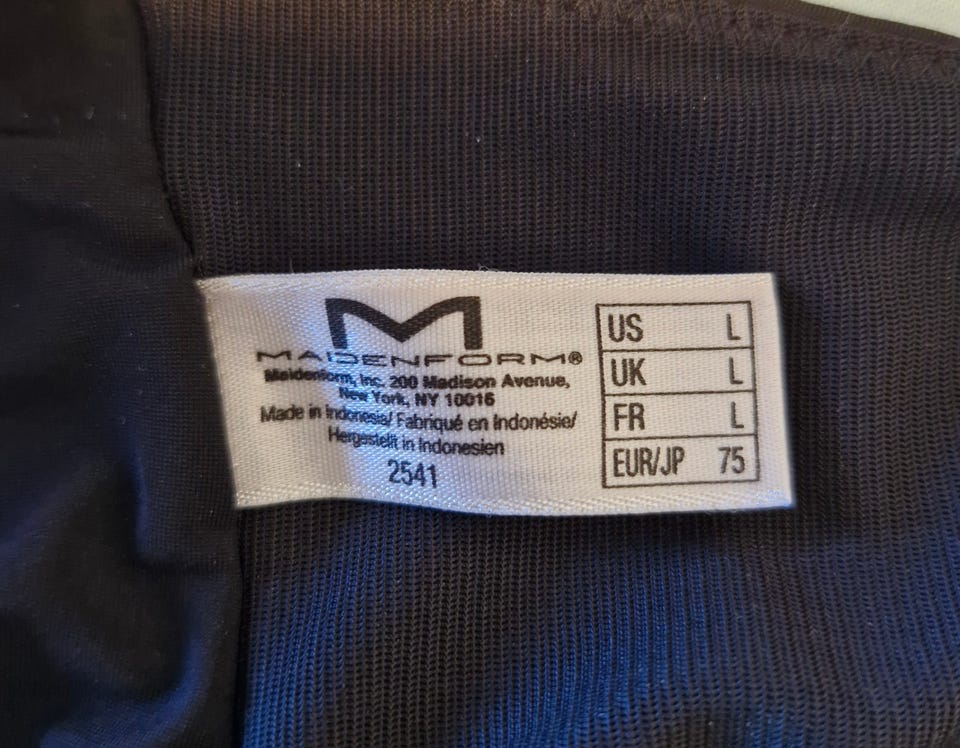 M
MAIDENFORM®
Maidenform, Inc. 200 Madison Avenue,
New York, NY 10016
Made in Indonesia/ Fabriqué en Indonésie/
Hergestellt in Indonesien
2541
US L
UK L
FR L
EUR/JP 75